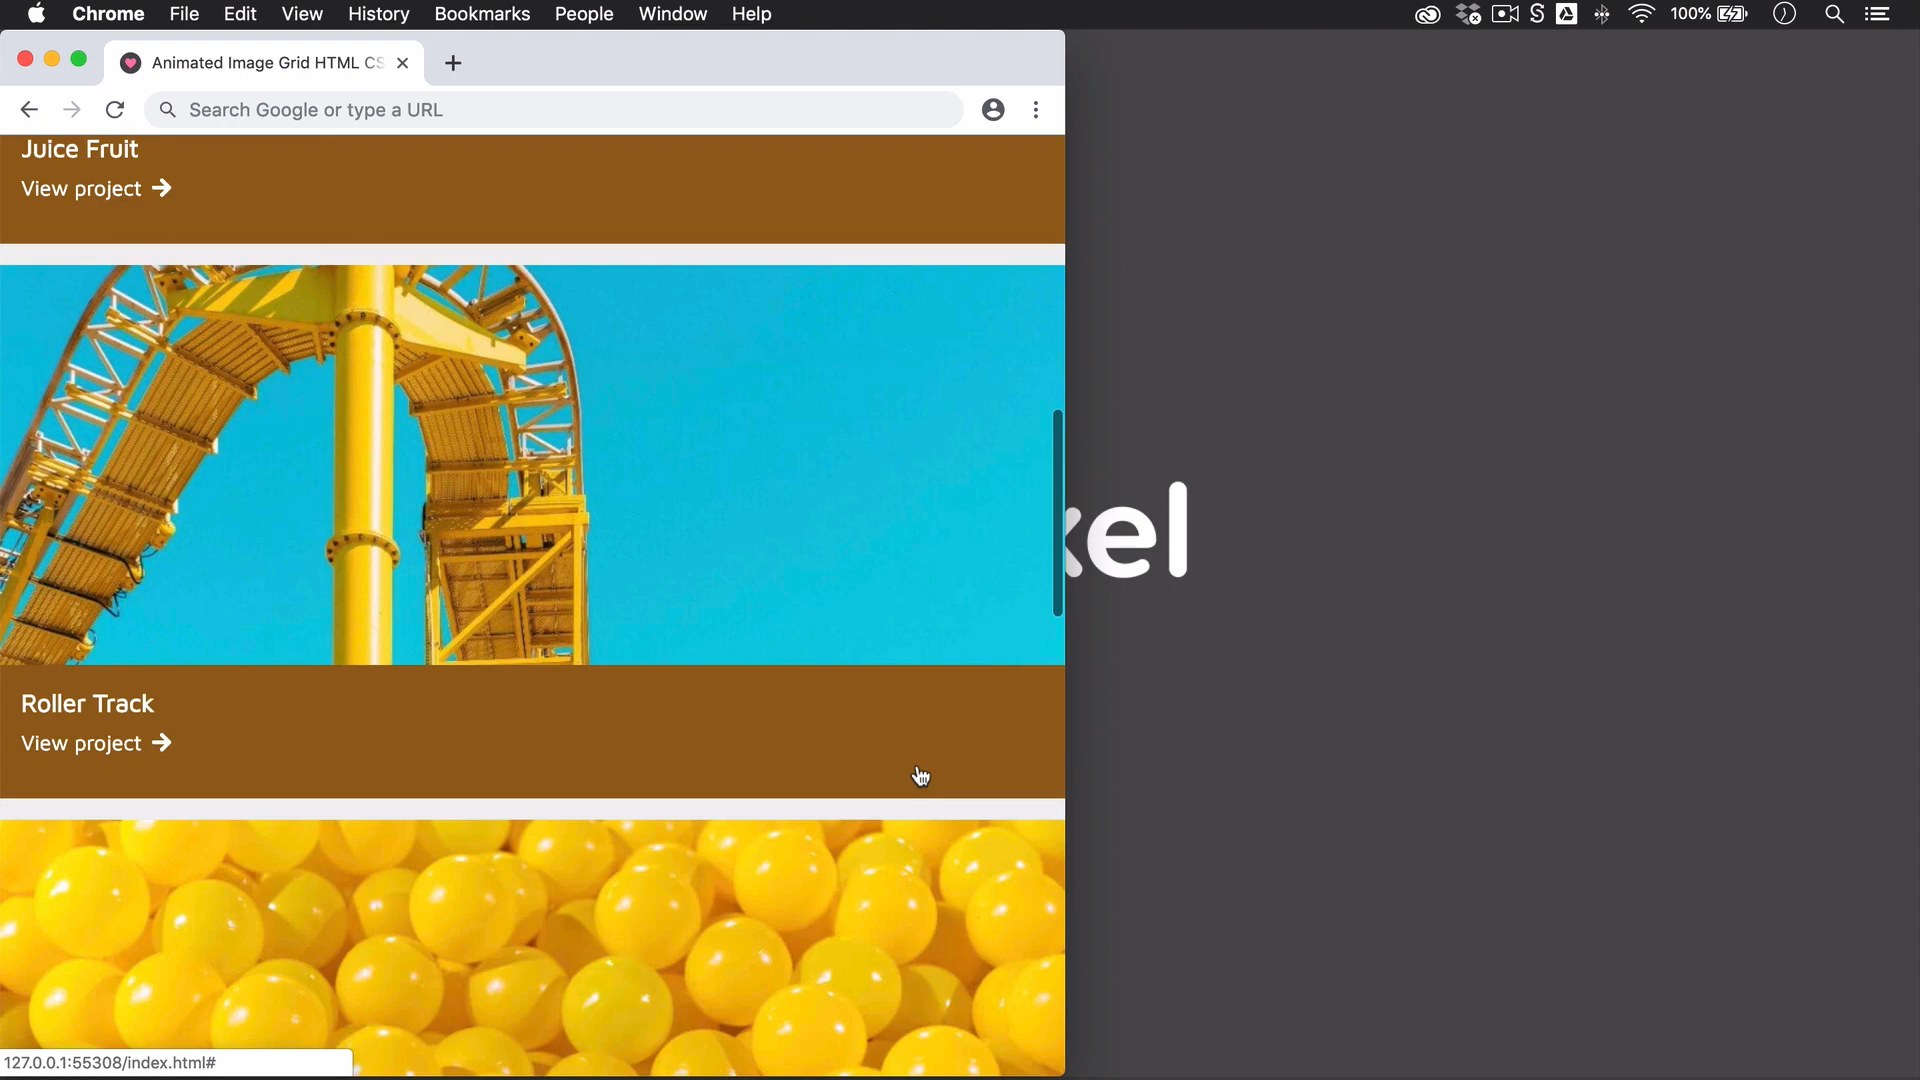 Chrome File Edit View History Bookmarks People Window Help
100%
Animated Image Grid HTML CS
Search Google or type a URL
Juice Fruit
View project
xel
Roller Track
View project
127.0.0.1:55308/index.html#